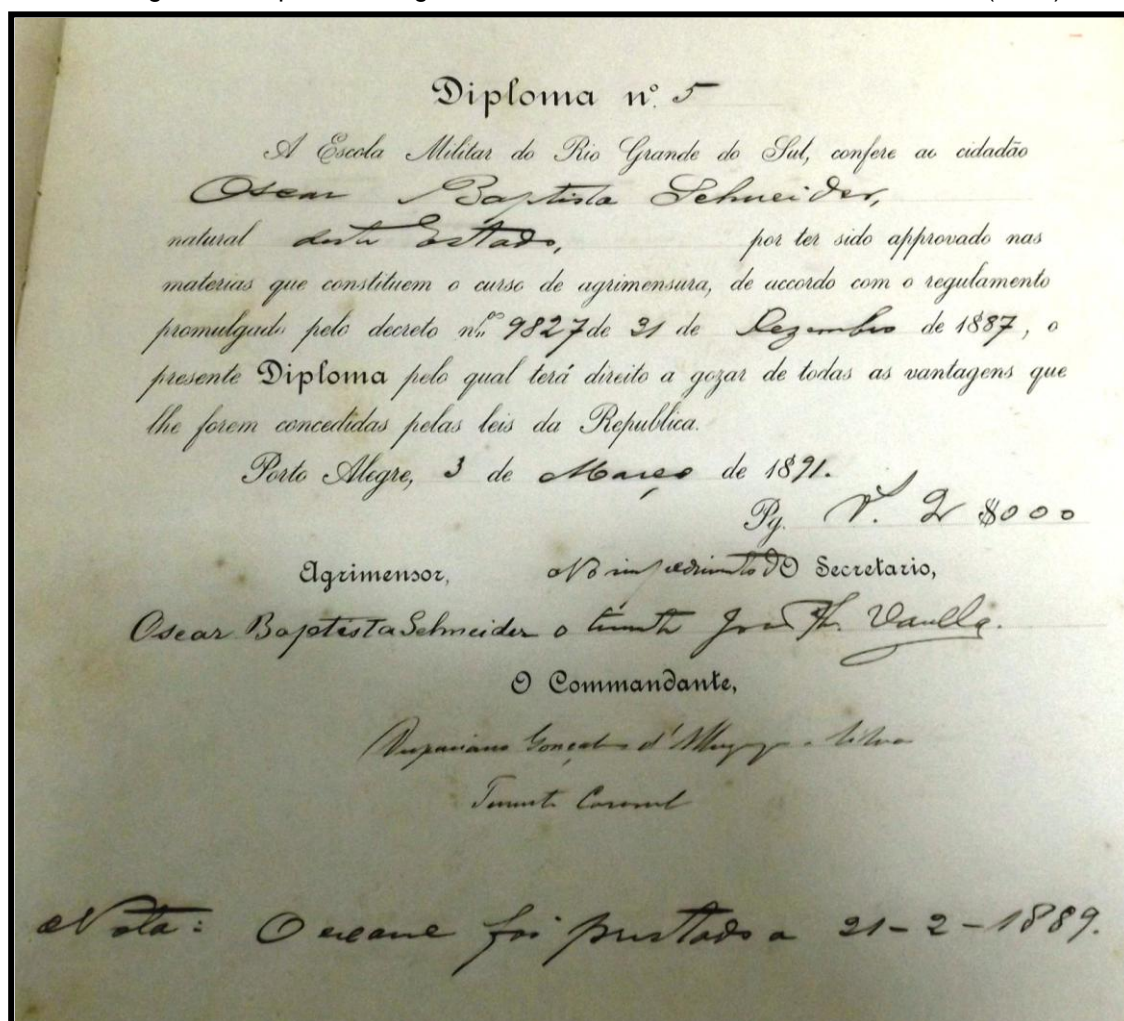 Diploma nº 5
A Escola Militar do Rio Grande do Sul, confere ao cidadão
Oscar Baptista Schneider,
natural deste Estado, por ter sido approvado nas
materias que constituem o curso de agrimensura, de accordo com o regulamento
promulgado pelo decreto nº 9827 de 31 de Dezembro de 1887, o
presente Diploma pelo qual terá direito a gozar de todas as vantagens que
lhe forem concedidas pelas leis da Republica.
Porto Alegre, 3 de Março de 1891.
Pg. $000
Agrimensor, No impedimento do O Secretario,
Oscar Baptista Schneider o tenente José
O Commandante,
Gonçalves d'
Tenente Coronel
Nota: O exame foi prestado a 21-2-1889.